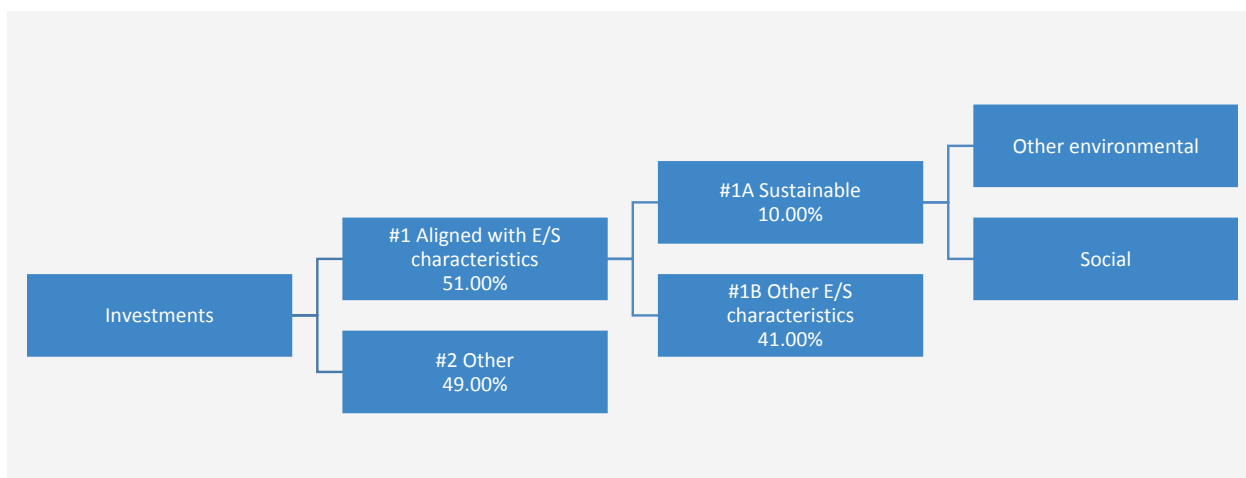 Investments
#1 Aligned with E/S
characteristics
51.00%
#2 Other
49.00%
#1A Sustainable
10.00%
#1B Other E/S
characteristics
41.00%
Other environmental
Social